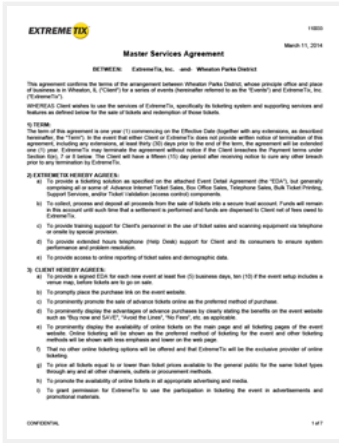 EXTREMETIX
11800
March 11, 2014
Master Services Agreement
BETWEEN: ExtremeTix, Inc. -and- Wheaton Parks District
This agreement confirms the terms of the arrangement between Wheaton Parks District, whose principle office and place
of business is in Wheaton, IL ("Client") for a series of events (hereinafter referred to as the "Events") and ExtremeTix, Inc.
("ExtremeTix").
WHEREAS Client wishes to use the services of ExtremeTix, specifically its ticketing system and supporting services and
features as defined below for the sale of tickets and redemption of those tickets.
1) TERM:
The term of this agreement is one year (1) commencing on the Effective Date (together with any extensions, as described
hereinafter, the "Term"). In the event that either Client or ExtremeTix does not provide written notice of termination of this
agreement, including any extensions, at least thirty (30) days prior to the end of the term, the agreement will be extended
one (1) year. ExtremeTix may terminate the agreement without notice if the Client breaches the Payment terms under
Section 6(e), 7 or 8 below. The Client will have a fifteen (15) day period after receiving notice to cure any other breach
prior to any termination by ExtremeTix.
2) EXTREMETIX HEREBY AGREES:
a) To provide a ticketing solution as specified on the attached Event Detail Agreement (the "EDA"), but generally
comprising all or some of: Advance Internet Ticket Sales, Box Office Sales, Telephone Sales, Bulk Ticket Printing,
Support Services, and/or Ticket Validation (access control) components.
b) To collect, process and deposit all proceeds from the sale of tickets into a secure trust account. Funds will remain
in this account until such time that a settlement is performed and funds are dispersed to Client net of fees owed to
ExtremeTix.
c) To provide training support for Client's personnel in the use of ticket sales and scanning equipment via telephone
or onsite by special provision.
d) To provide extended hours telephone (Help Desk) support for Client and its consumers to ensure system
performance and problem resolution.
e) To provide access to online reporting of ticket sales and demographic data.
3) CLIENT HEREBY AGREES:
a) To provide a signed EDA for each new event at least five (5) business days, ten (10) if the event setup includes a
venue map, before tickets are to go on sale.
b) To promptly place the purchase link on the event website.
c) To prominently promote the sale of advance tickets online as the preferred method of purchase.
d) To prominently display the advantages of advance purchases by clearly stating the benefits on the event website
such as "Buy now and SAVE", "Avoid the Lines", "No Fees", etc. as applicable.
e) To prominently display the availability of online tickets on the main page and all ticketing pages of the event
website. Online ticketing will be shown as the preferred method of ticketing for the event and other ticketing
methods will be shown with less emphasis and lower on the web page.
f) That no other online ticketing options will be offered and that ExtremeTix will be the exclusive provider of online
ticketing.
g) To price all tickets equal to or lower than ticket prices available to the general public for the same ticket types
through any and all other channels, outlets or procurement methods.
h) To promote the availability of online tickets in all appropriate advertising and media.
i) To grant permission for ExtremeTix to use the participation in ticketing the event in advertisements and
promotional materials.
CONFIDENTIAL
1 of 7